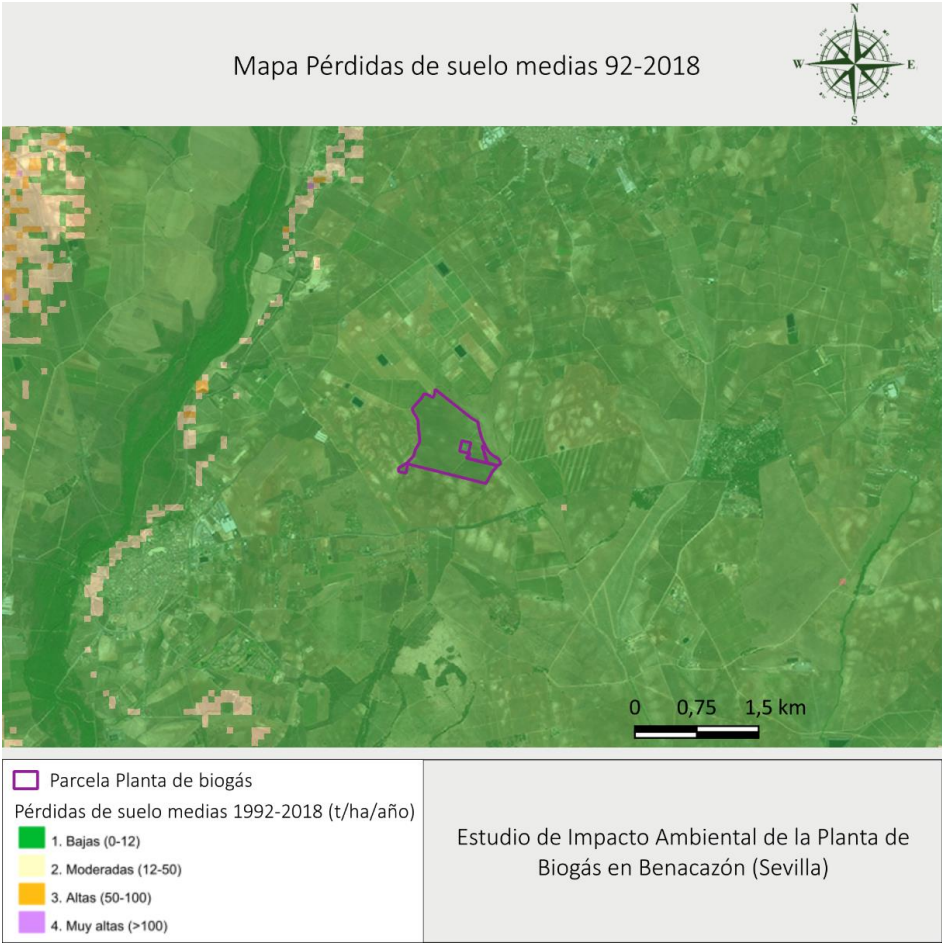 Mapa Pérdidas de suelo medias 92-2018
N
W
E
S
0 0,75 1,5 km
Parcela Planta de biogás
Pérdidas de suelo medias 1992-2018 (t/ha/año)
1. Bajas (0-12)
2. Moderadas (12-50)
3. Altas (50-100)
4. Muy altas (>100)
Estudio de Impacto Ambiental de la Planta de
Biogás en Benacazón (Sevilla)